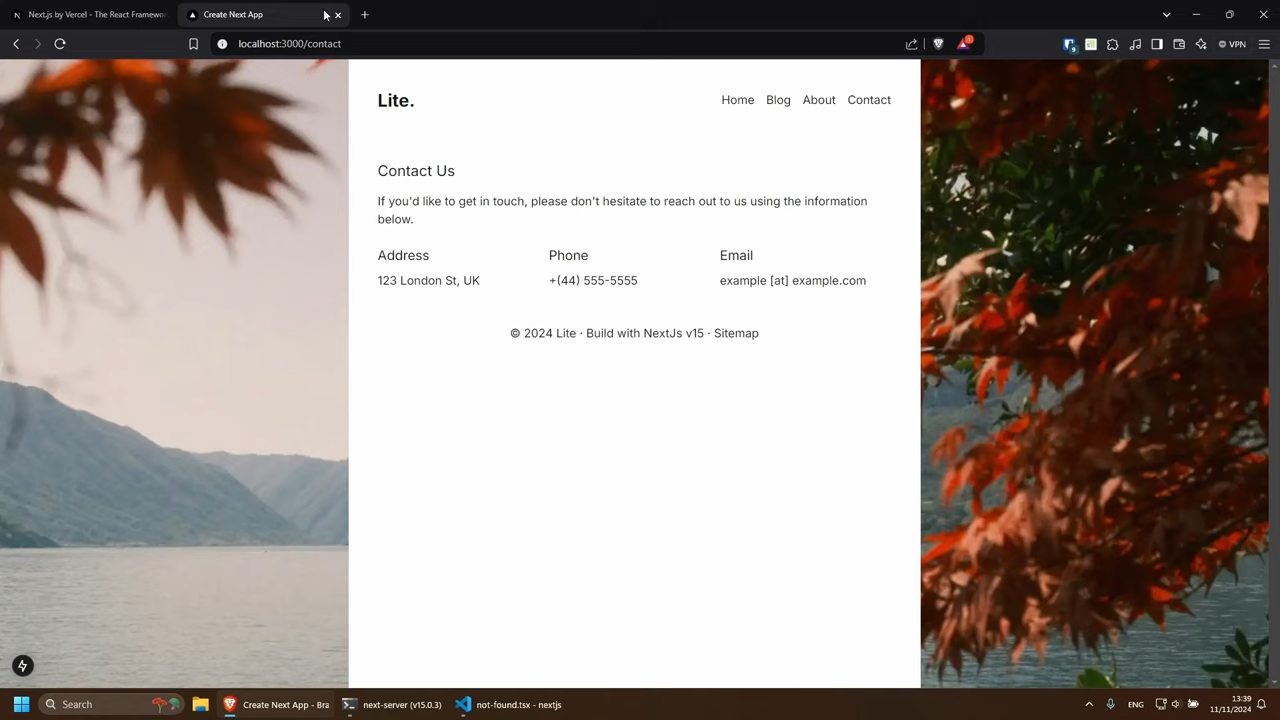 Next.js by Vercel - The React Framewor
Create Next App
localhost:3000/contact
1
9
VPN
Lite.
Home Blog About Contact
Contact Us
If you'd like to get in touch, please don't hesitate to reach out to us using the information
below.
Address Phone Email
123 London St, UK +(44) 555-5555 example [at] example.com
© 2024 Lite · Build with NextJs v15 · Sitemap
Search
Create Next App - Bra
next-server (v15.0.3)
not-found.tsx - nextjs
ENG
13:39
11/11/2024